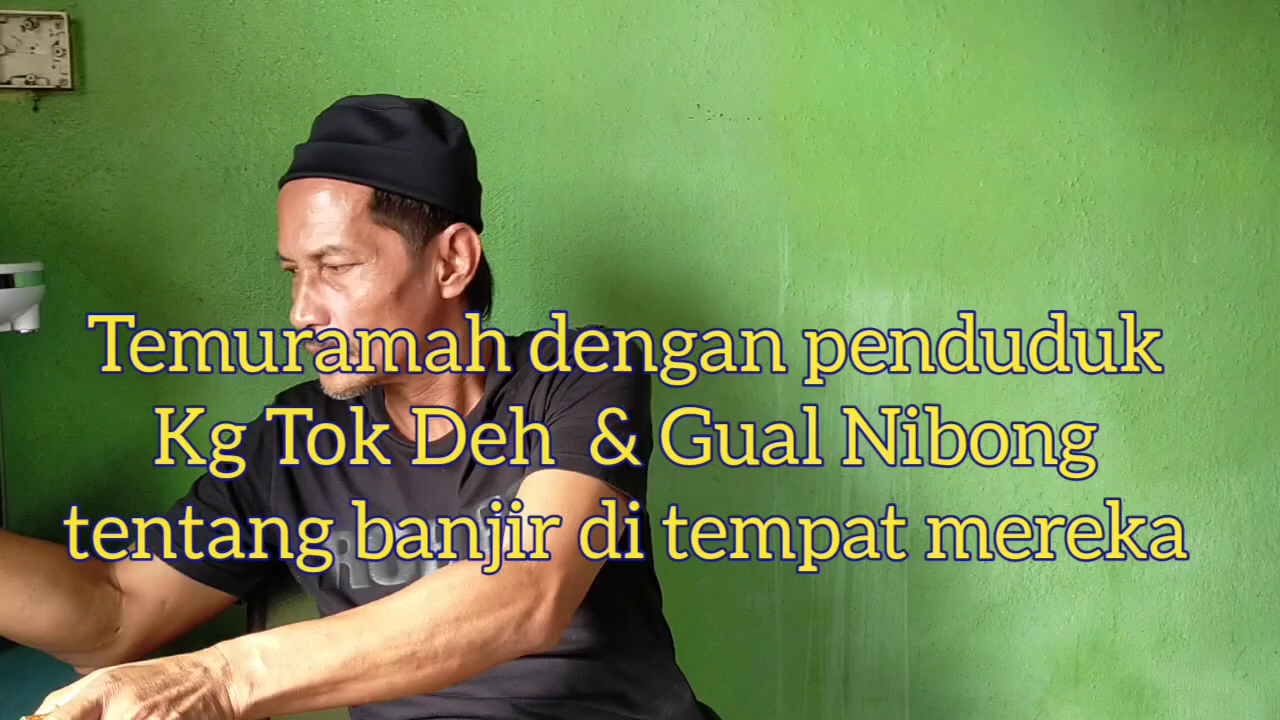 Temuramah dengan penduduk
Kg Tok Deh & Gual Nibong
tentang banjir di tempat mereka